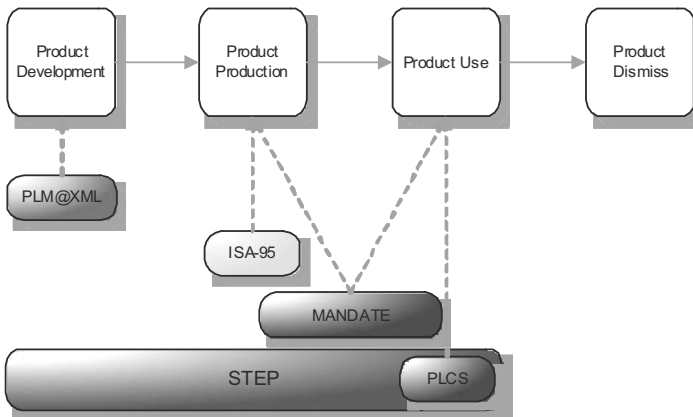 Product
Development
Product
Production
Product Use
Product
Dismiss
PLM@XML
ISA-95
MANDATE
STEP
PLCS